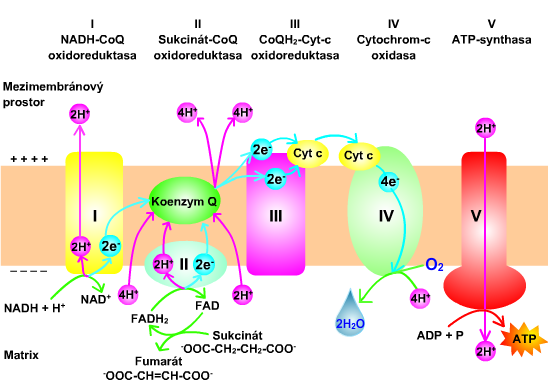 I
NADH-CoQ
oxidoreduktasa
II
Sukcinát-CoQ
oxidoreduktasa
III
CoQH₂-Cyt-c
oxidoreduktasa
IV
Cytochrom-c
oxidasa
V
ATP-synthasa
Mezimembránový
prostor
2H⁺
4H⁺
4H⁺
2H⁺
++++
2e⁻
2e⁻
Cyt c
Cyt c
4e⁻
Koenzym Q
I
III
IV
V
2H⁺
2e⁻
II
2H⁺
2e⁻
O₂
––––
NADH + H⁺
NAD⁺
4H⁺
2H⁺
4H⁺
FADH₂
FAD
2H₂O
ADP + P
ATP
2H⁺
Sukcinát
⁻OOC-CH₂-CH₂-COO⁻
Matrix
Fumarát
⁻OOC-CH=CH-COO⁻